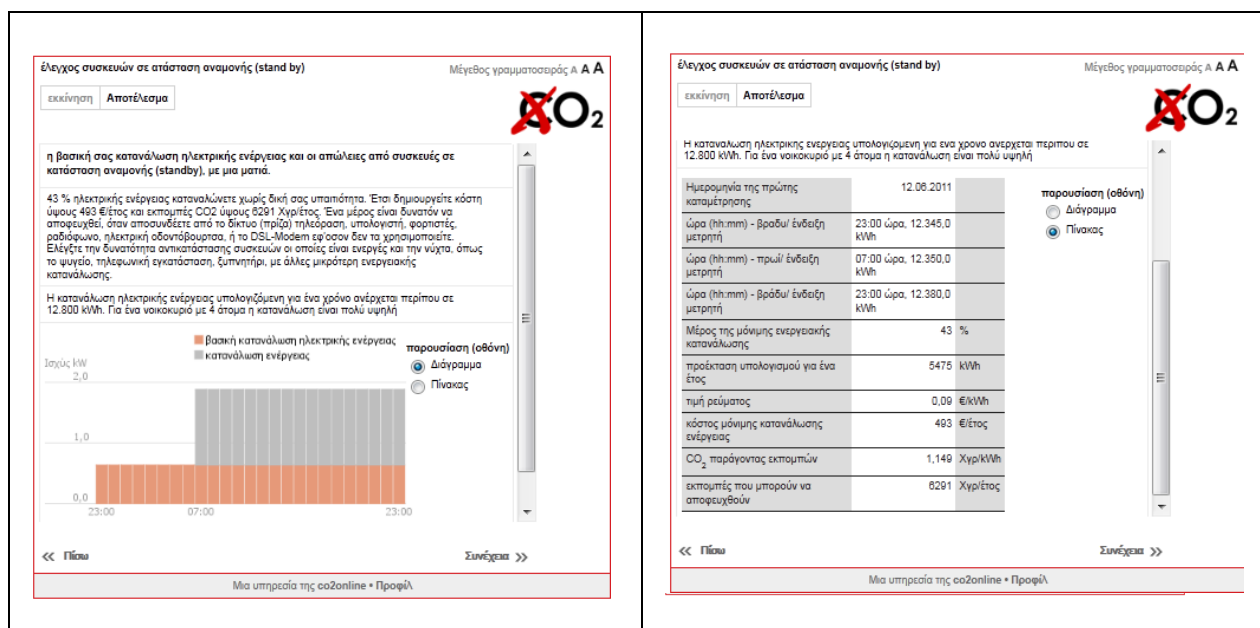 έλεγχος συσκευών σε ατάσταση αναμονής (stand by)
Μέγεθος γραμματοσειράς A A A
εκκίνηση Αποτέλεσμα
CO2
η βασική σας κατανάλωση ηλεκτρικής ενέργειας και οι απώλειες από συσκευές σε
κατάσταση αναμονής (standby), με μια ματιά.
43 % ηλεκτρικής ενέργειας καταναλώνετε χωρίς δική σας υπαιτιότητα. Έτσι δημιουργείτε κόστη
ύψους 493 €/έτος και εκπομπές CO2 ύψους 6291 Χγρ/έτος. Ένα μέρος είναι δυνατόν να
αποφευχθεί, όταν αποσυνδέετε από το δίκτυο (πρίζα) τηλεόραση, υπολογιστή, φορτιστές,
ραδιόφωνο, ηλεκτρική οδοντόβουρτσα, ή το DSL-Modem εφ'οσον δεν τα χρησιμοποιείτε.
Ελέγξτε την δυνατότητα αντικατάστασης συσκευών οι οποίες είναι ενεργές και την νύχτα, όπως
το ψυγείο, τηλεφωνική εγκατάσταση, ξυπνητήρι, με άλλες μικρότερη ενεργειακής
κατανάλωσης.
Η κατανάλωση ηλεκτρικής ενέργειας υπολογιζόμενη για ένα χρόνο ανέρχεται περίπου σε
12.800 kWh. Για ένα νοικοκυριό με 4 άτομα η κατανάλωση είναι πολύ υψηλή
βασική κατανάλωση ηλεκτρικής ενέργειας
κατανάλωση ενέργειας
παρουσίαση (οθόνη)
Διάγραμμα
Πίνακας
Ισχύς kW
2,0
1,0
0,0
23:00 07:00 23:00
<< Πίσω Συνέχεια >>
Μια υπηρεσία της co2online • Προφίλ
έλεγχος συσκευών σε ατάσταση αναμονής (stand by)
Μέγεθος γραμματοσειράς A A A
εκκίνηση Αποτέλεσμα
CO2
Η κατανάλωση ηλεκτρικής ενέργειας υπολογιζόμενη για ένα χρόνο ανέρχεται περίπου σε
12.800 kWh. Για ένα νοικοκυριό με 4 άτομα η κατανάλωση είναι πολύ υψηλή
Ημερομηνία της πρώτης 12.06.2011
καταμέτρησης
ώρα (hh:mm) - βραδυ/ ένδειξη 23:00 ώρα, 12.345,0
μετρητή kWh
ώρα (hh:mm) - πρωί/ ένδειξη 07:00 ώρα, 12.350,0
μετρητή kWh
ώρα (hh:mm) - βράδυ/ ένδειξη 23:00 ώρα, 12.380,0
μετρητή kWh
Μέρος της μόνιμης ενεργειακής 43 %
κατανάλωσης
προέκταση υπολογισμού για ένα 5475 kWh
έτος
τιμή ρεύματος 0,09 €/kWh
κόστος μόνιμης κατανάλωσης 493 €/έτος
ενέργειας
CO2 παράγοντας εκπομπών 1,149 Χγρ/kWh
εκπομπές που μπορούν να 6291 Χγρ/έτος
αποφευχθούν
παρουσίαση (οθόνη)
Διάγραμμα
Πίνακας
<< Πίσω Συνέχεια >>
Μια υπηρεσία της co2online • Προφίλ